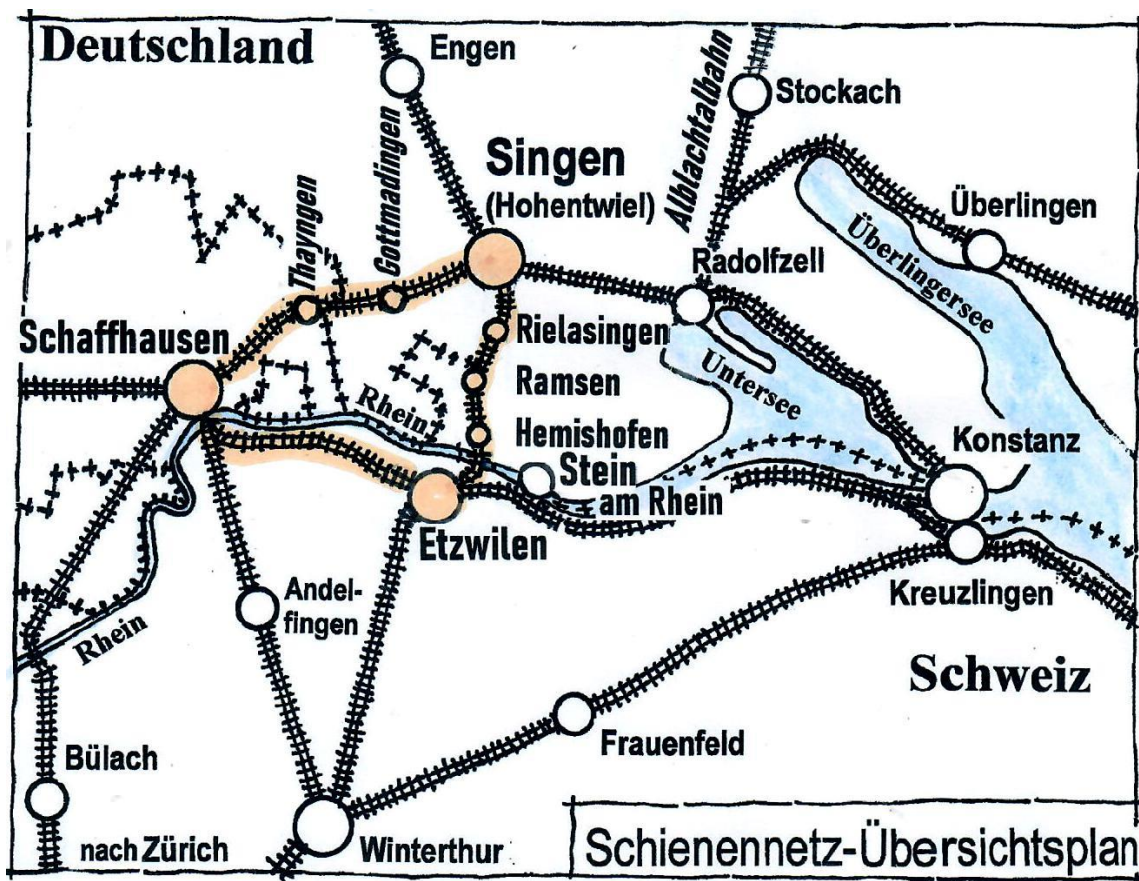 Deutschland
Engen
Stockach
Alblachtalbahn
Singen
(Hohentwiel)
Gottmadingen
Thayngen
Überlingen
Überlingersee
Radolfzell
Schaffhausen
Rielasingen
Ramsen
Untersee
Rhein
Hemishofen
Konstanz
Stein
am Rhein
Etzwilen
Andel-
fingen
Kreuzlingen
Rhein
Schweiz
Bülach
Frauenfeld
nach Zürich
Winterthur
Schienennetz-Übersichtsplan